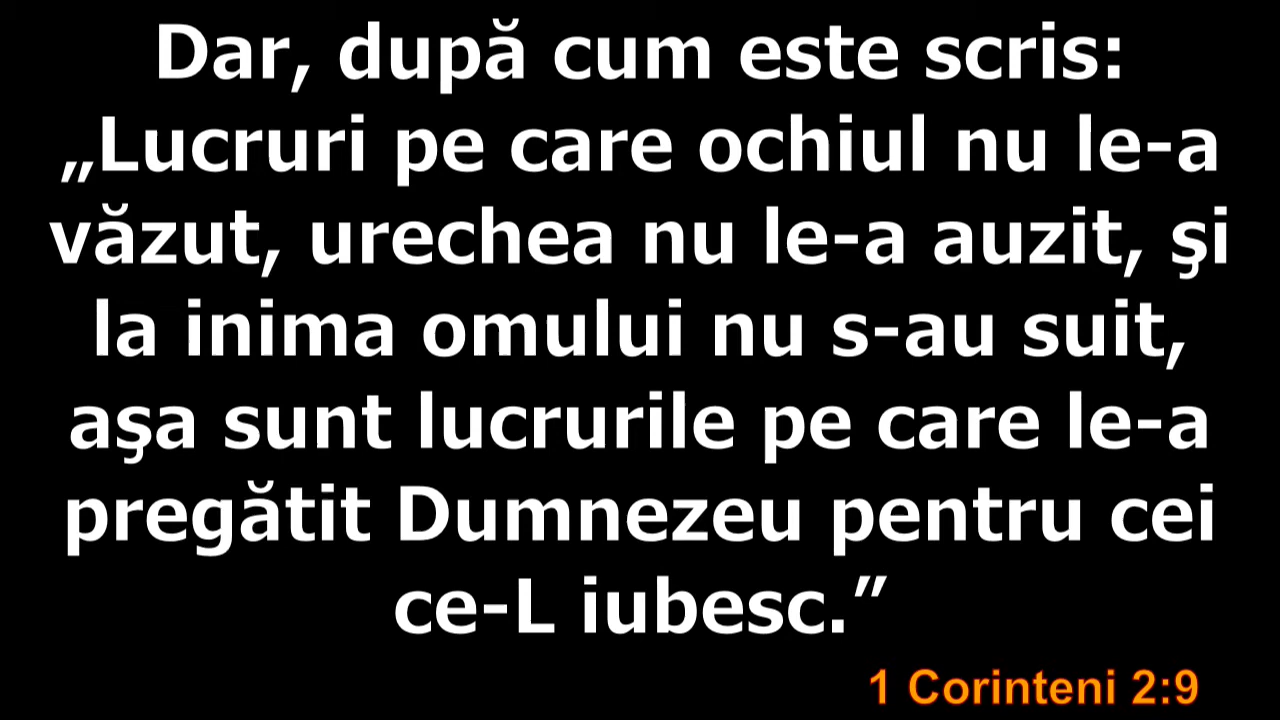 Dar, după cum este scris:
„Lucruri pe care ochiul nu le-a
văzut, urechea nu le-a auzit, şi
la inima omului nu s-au suit,
aşa sunt lucrurile pe care le-a
pregătit Dumnezeu pentru cei
ce-L iubesc.”
1 Corinteni 2:9